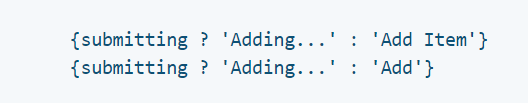 {submitting ? 'Adding...' : 'Add Item'}
{submitting ? 'Adding...' : 'Add'}